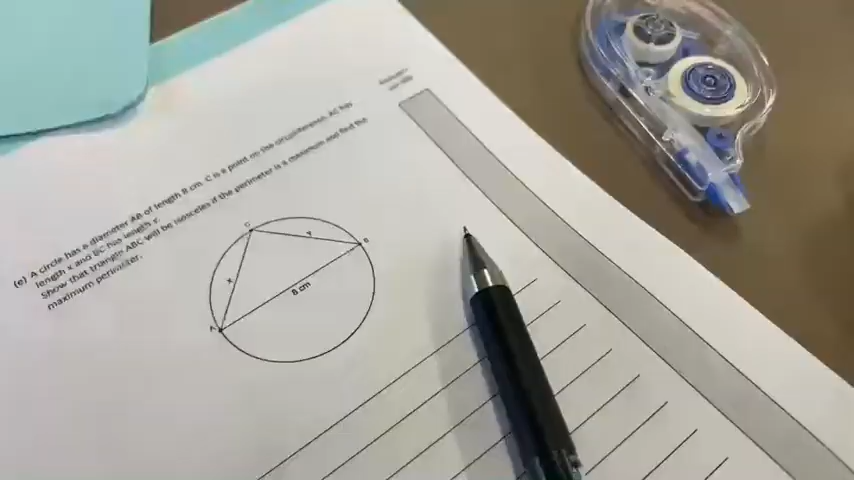 (e) A circle has a diameter AB of length 8 cm. C is a point on the circumference. AC has
length x and BC has length y.
Show that triangle ABC will be isosceles if the perimeter is a maximum and find the
maximum perimeter.
C
y
B
x
8 cm
A